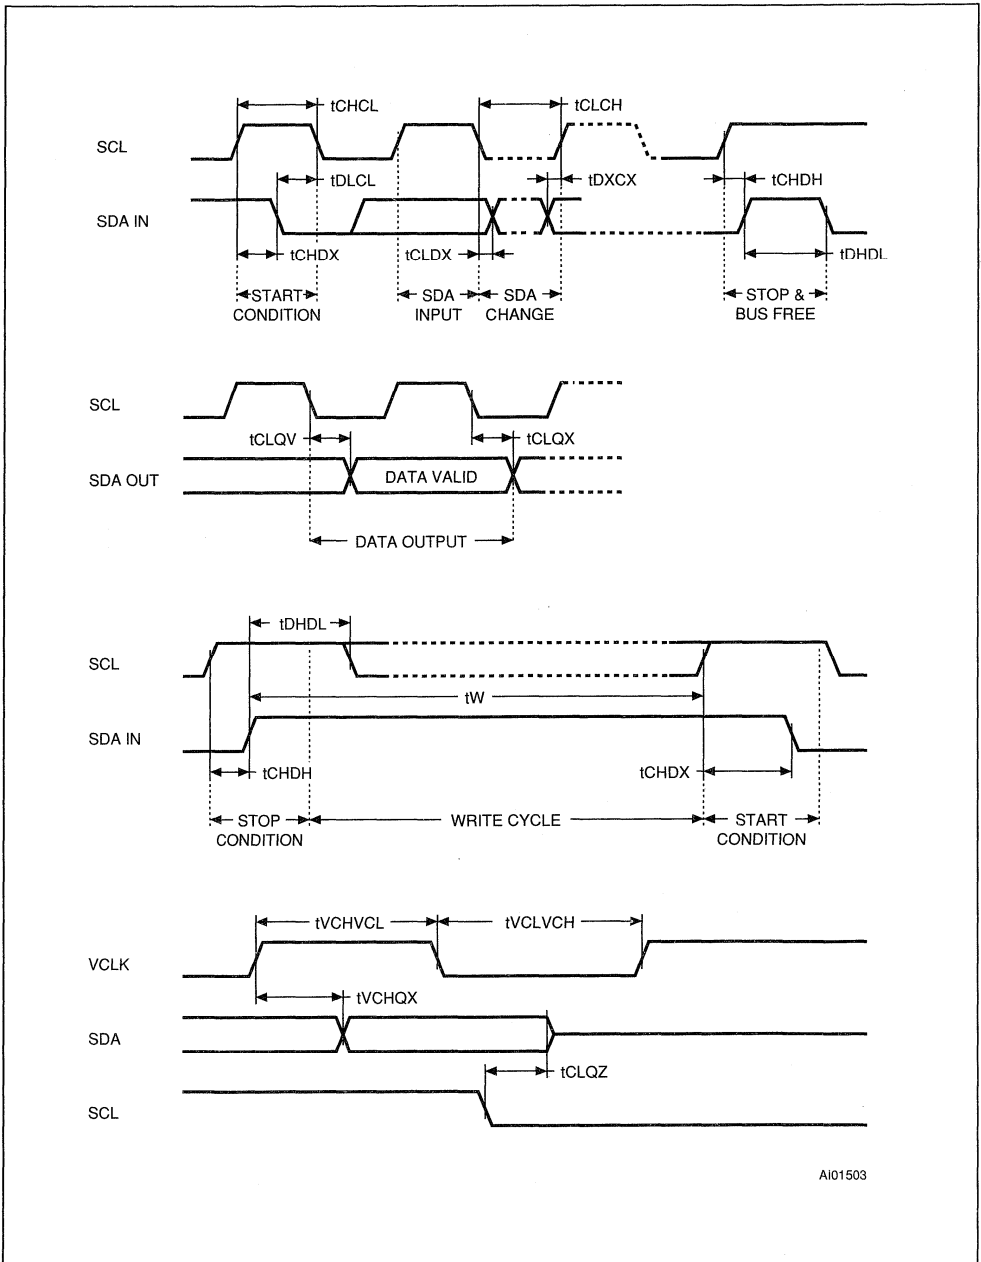 tCHCL
tCLCH
SCL
tDLCL
tDXCX
tCHDH
SDA IN
tCHDX
tCLDX
tDHDL
START
CONDITION
SDA
INPUT
SDA
CHANGE
STOP &
BUS FREE
SCL
tCLQV
tCLQX
SDA OUT
DATA VALID
DATA OUTPUT
tDHDL
SCL
tW
SDA IN
tCHDH
tCHDX
STOP
CONDITION
WRITE CYCLE
START
CONDITION
tVCHVCL
tVCLVCH
VCLK
tVCHQX
SDA
tCLQZ
SCL
AI01503